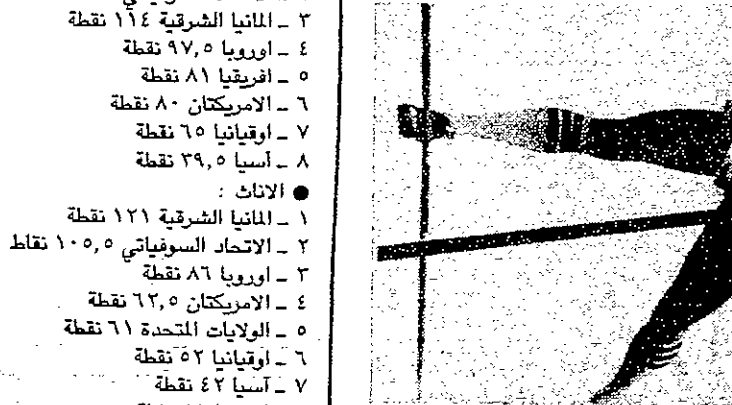 ٣ ـ المانيا الشرقية ١١٤ نقطة
٤ ـ اوروبا ٩٧,٥ نقطة
٥ ـ افريقيا ٨١ نقطة
٦ ـ الامريكتان ٨٠ نقطة
٧ ـ اوقيانيا ٦٥ نقطة
٨ ـ آسيا ٣٩,٥ نقطة
● الاناث :
١ ـ المانيا الشرقية ١٢١ نقطة
٢ ـ الاتحاد السوفياتي ١٠٥,٥ نقاط
٣ ـ اوروبا ٨٦ نقطة
٤ ـ الامريكتان ٦٢,٥ نقطة
٥ ـ الولايات المتحدة ٦١ نقطة
٦ ـ اوقيانيا ٥٢ نقطة
٧ ـ آسيا ٤٢ نقطة